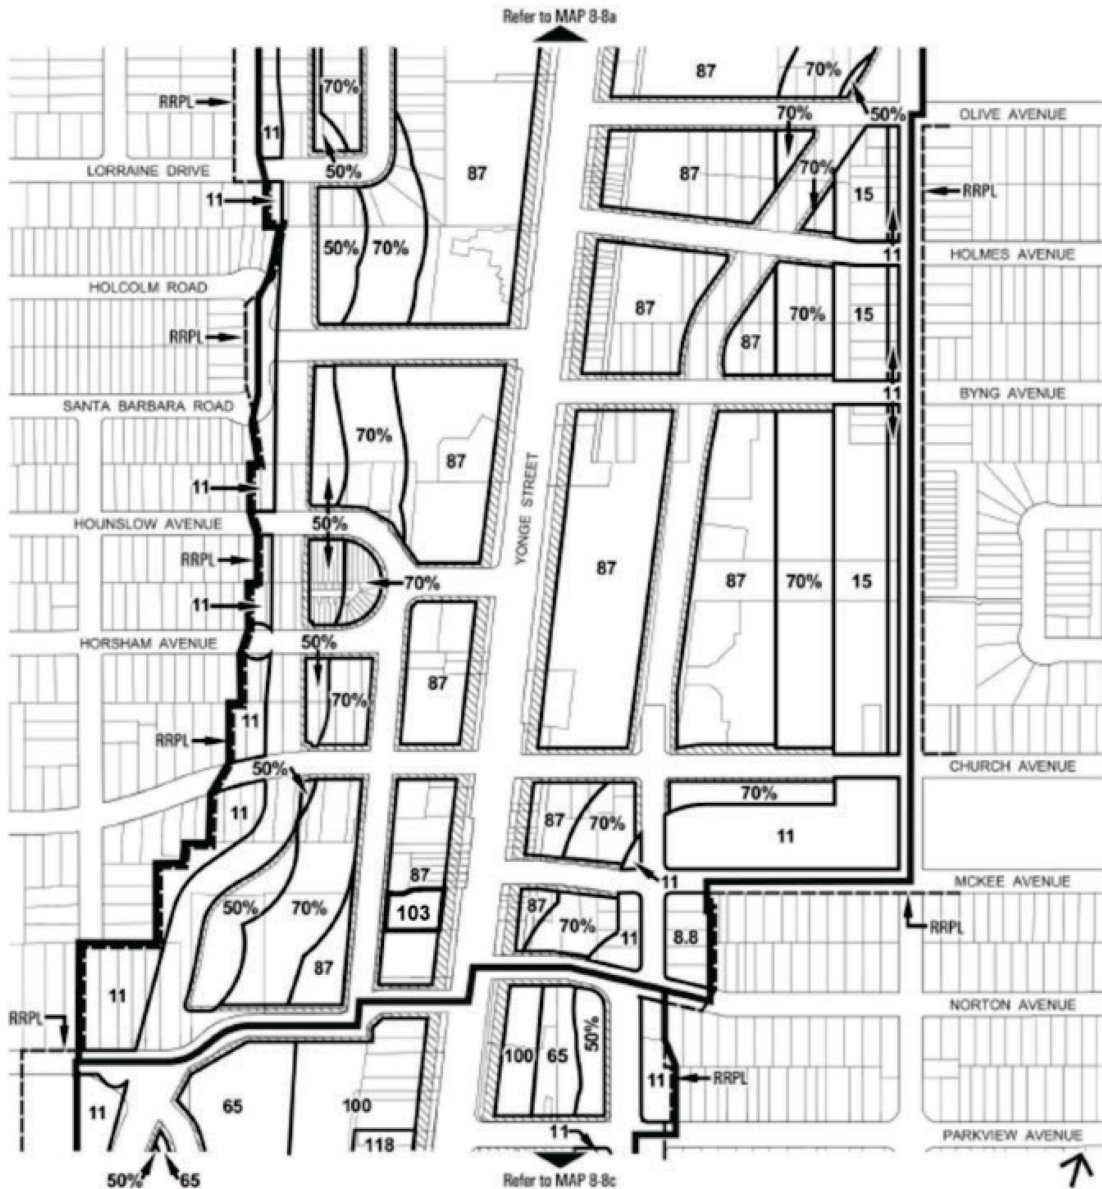 Refer to MAP 8-8a
87
70%
70%
RRPL
50%
OLIVE AVENUE
70%
11
50%
LORRAINE DRIVE
87
87
70%
15
RRPL
11
50%
70%
11
HOLMES AVENUE
HOLCOLM ROAD
87
70%
15
RRPL
87
11
BYNG AVENUE
SANTA BARBARA ROAD
70%
87
YONGE STREET
11
HOUNSLOW AVENUE
50%
RRPL
70%
87
87
70%
15
11
HORSHAM AVENUE
50%
87
70%
11
RRPL
50%
CHURCH AVENUE
70%
11
87
70%
11
87
11
MCKEE AVENUE
103
50%
70%
87
70%
11
8.8
RRPL
87
11
NORTON AVENUE
RRPL
50%
100
65
11
RRPL
11
65
100
11
118
PARKVIEW AVENUE
50%
65
Refer to MAP 8-8c